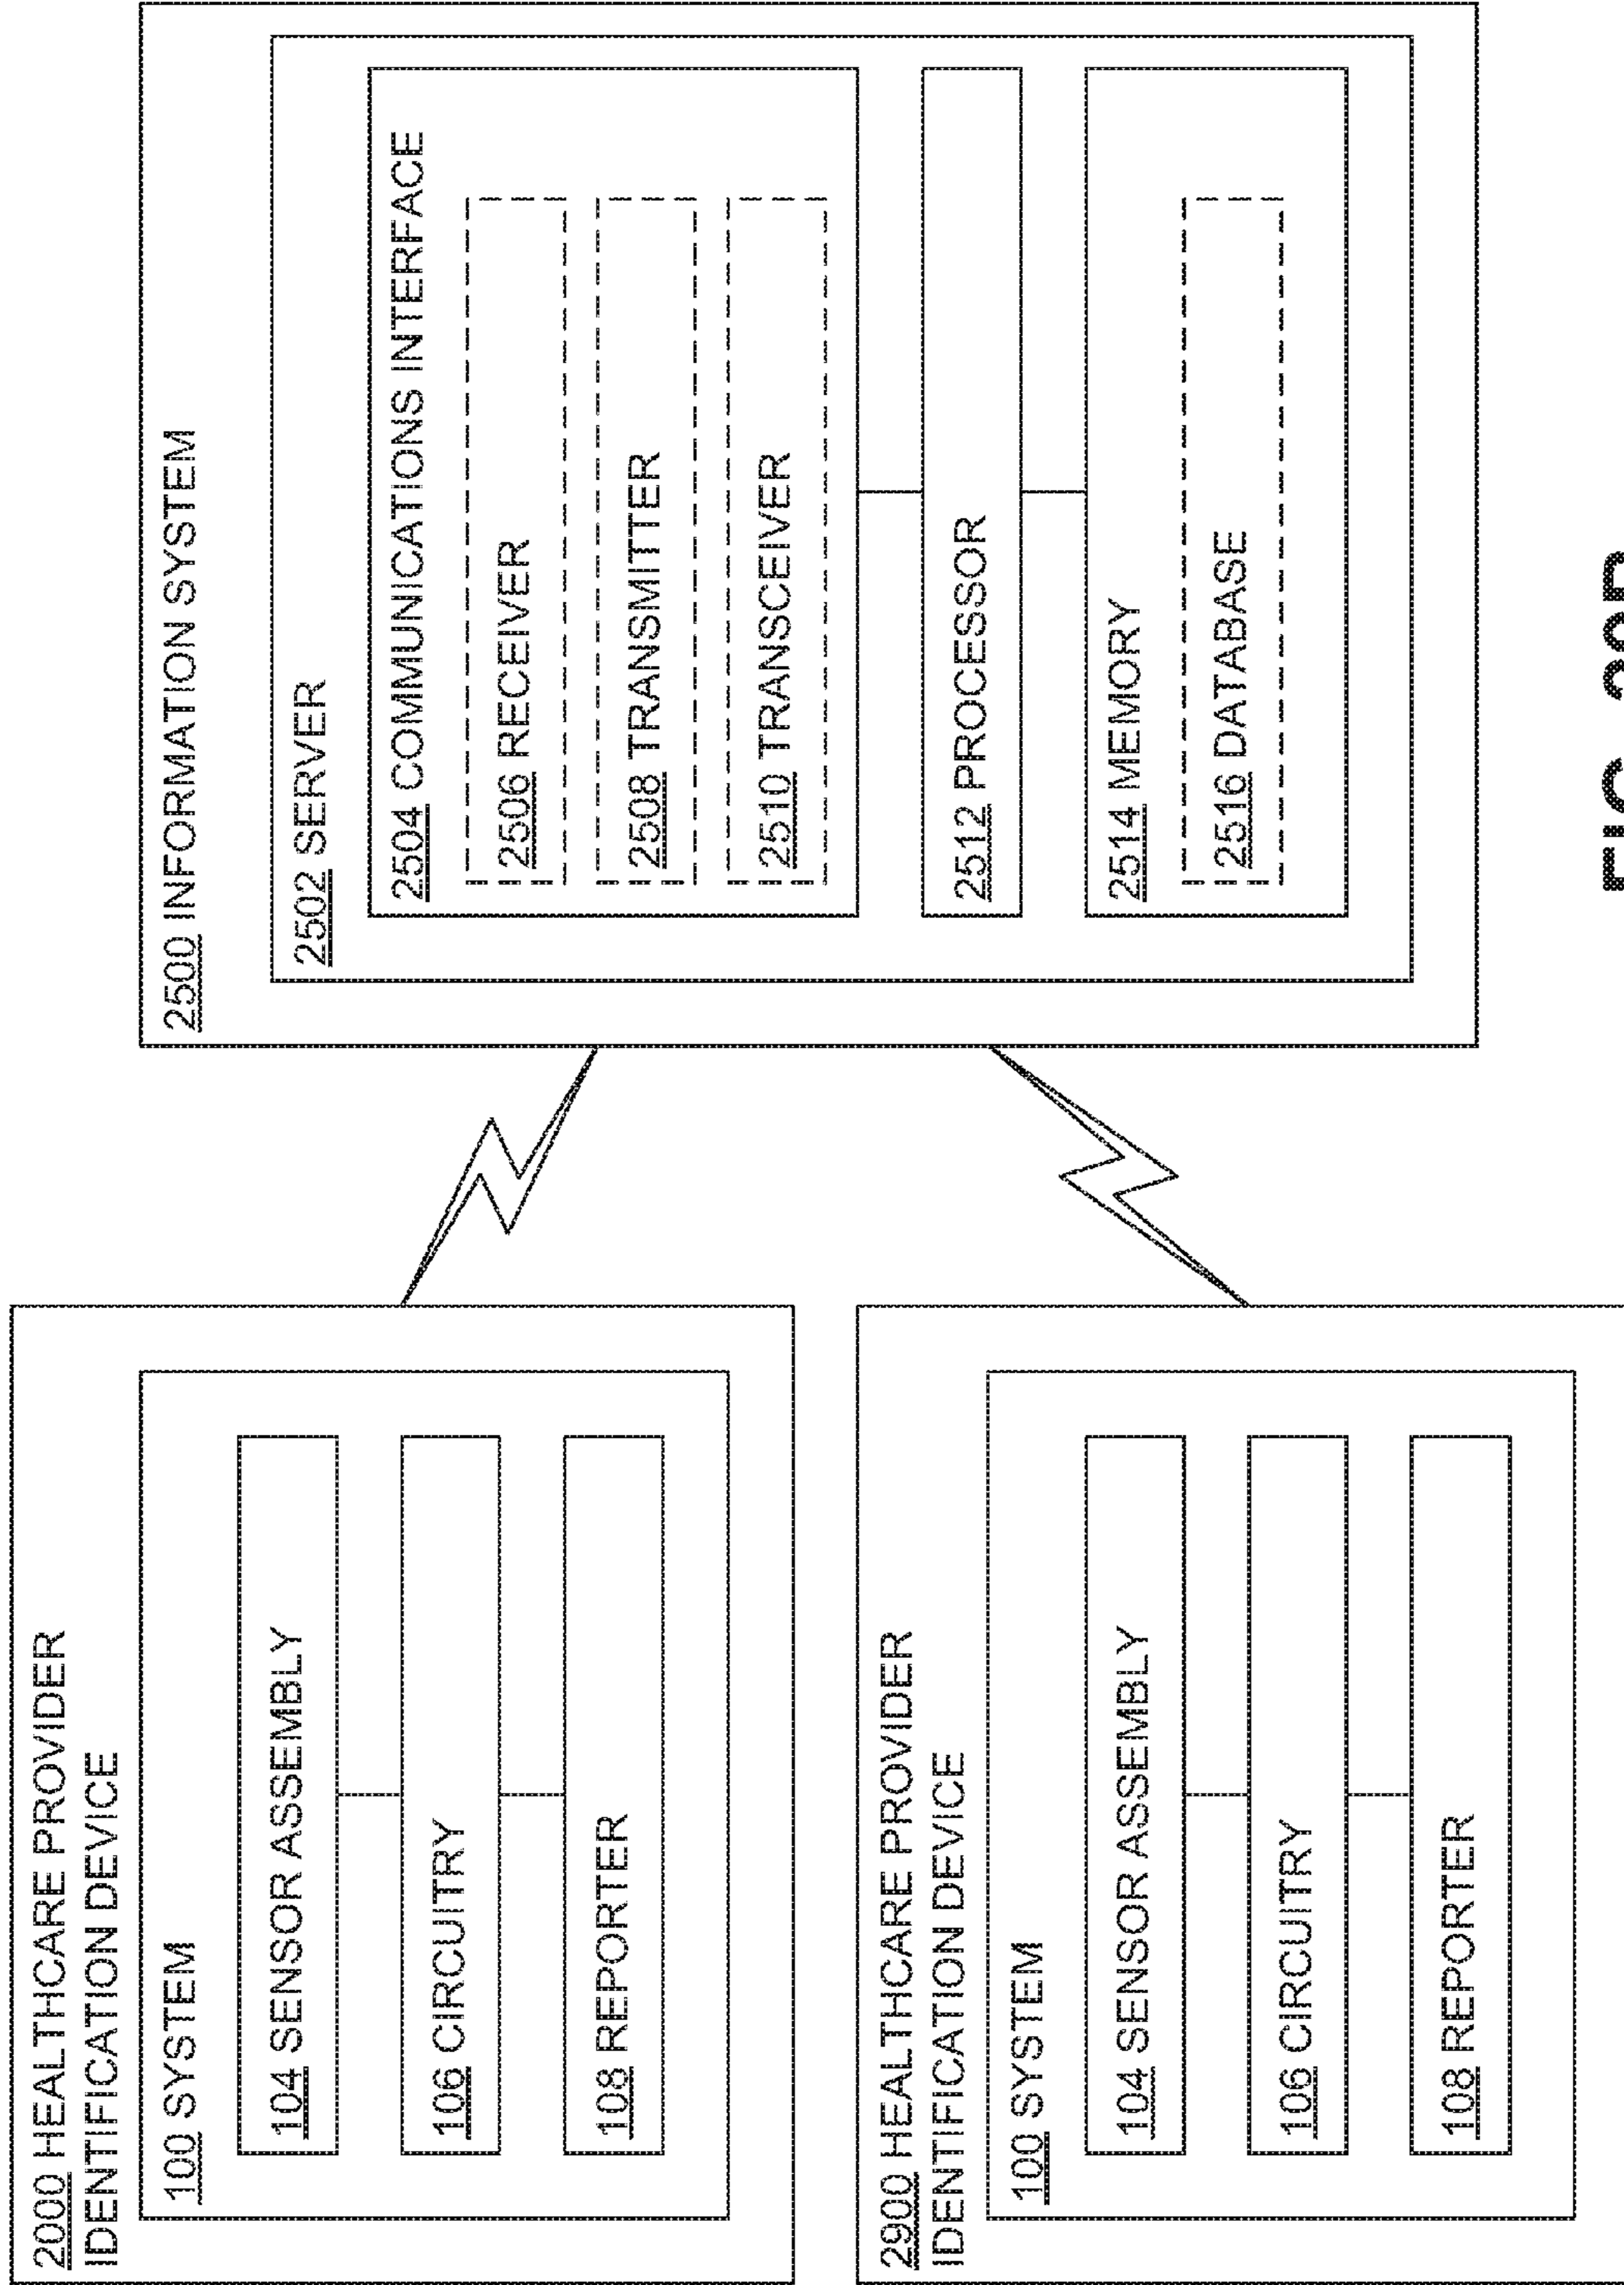 2000 HEALTHCARE PROVIDER
IDENTIFICATION DEVICE
100 SYSTEM
104 SENSOR ASSEMBLY
106 CIRCUITRY
108 REPORTER
2900 HEALTHCARE PROVIDER
IDENTIFICATION DEVICE
100 SYSTEM
104 SENSOR ASSEMBLY
106 CIRCUITRY
108 REPORTER
2500 INFORMATION SYSTEM
2502 SERVER
2504 COMMUNICATIONS INTERFACE
2506 RECEIVER
2508 TRANSMITTER
2510 TRANSCEIVER
2512 PROCESSOR
2514 MEMORY
2516 DATABASE
FIG.